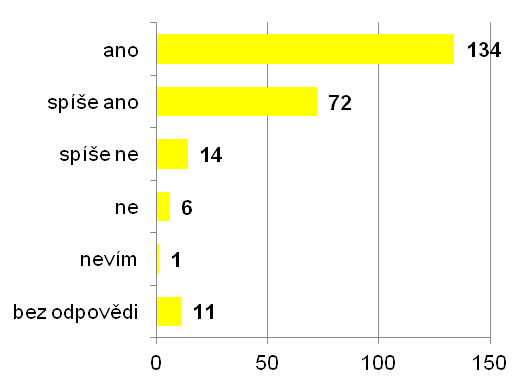 ano 134
spíše ano 72
spíše ne 14
ne 6
nevím 1
bez odpovědi 11
0 50 100 150